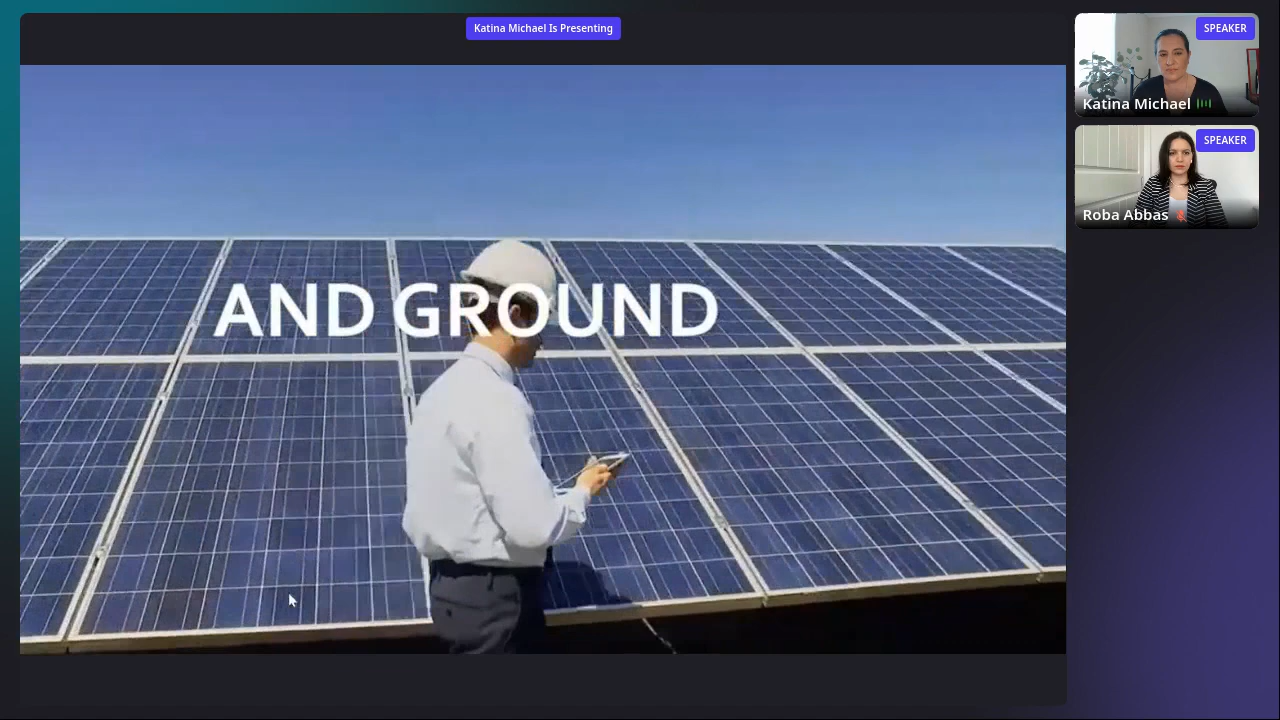 Katina Michael Is Presenting
AND GROUND
SPEAKER
Katina Michael
SPEAKER
Roba Abbas